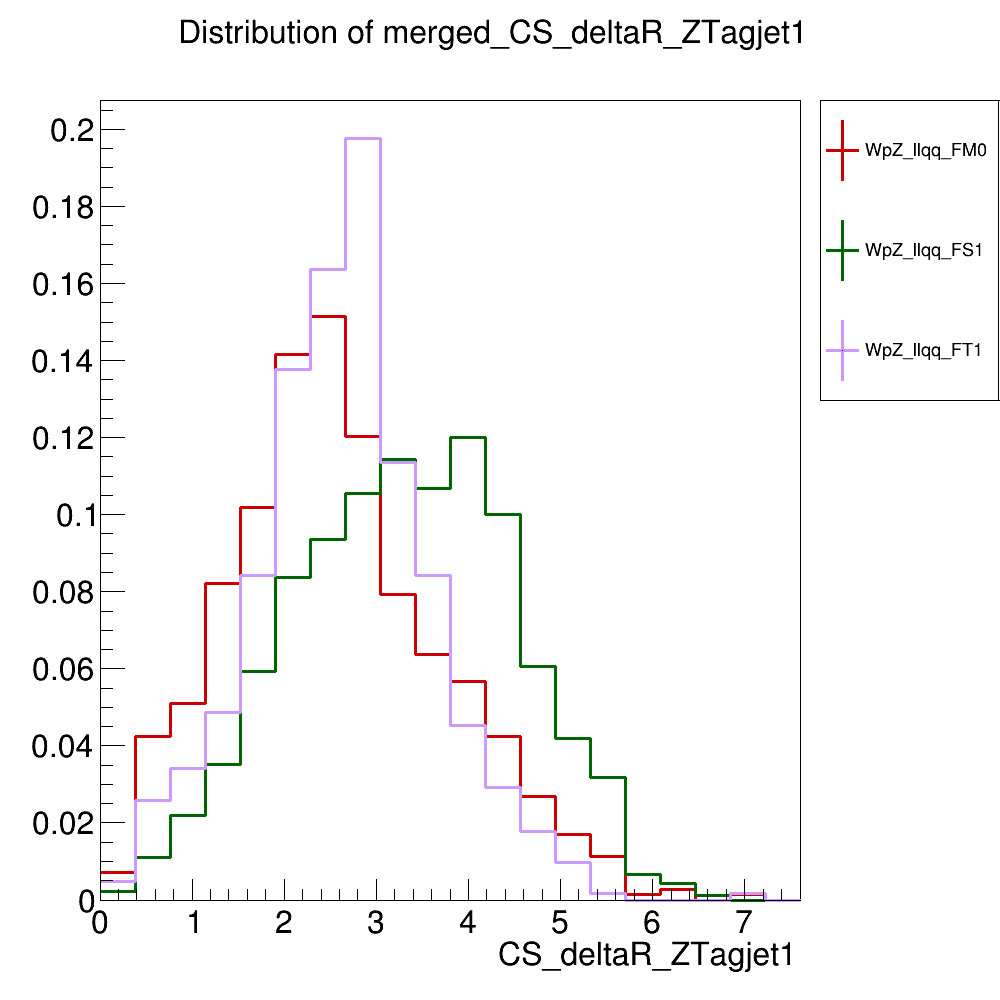 Distribution of merged_CS_deltaR_ZTagjet1
0.2
0.18
0.16
0.14
0.12
0.1
0.08
0.06
0.04
0.02
0
0 1 2 3 4 5 6 7
CS_deltaR_ZTagjet1
WpZ_llqq_FM0
WpZ_llqq_FS1
WpZ_llqq_FT1